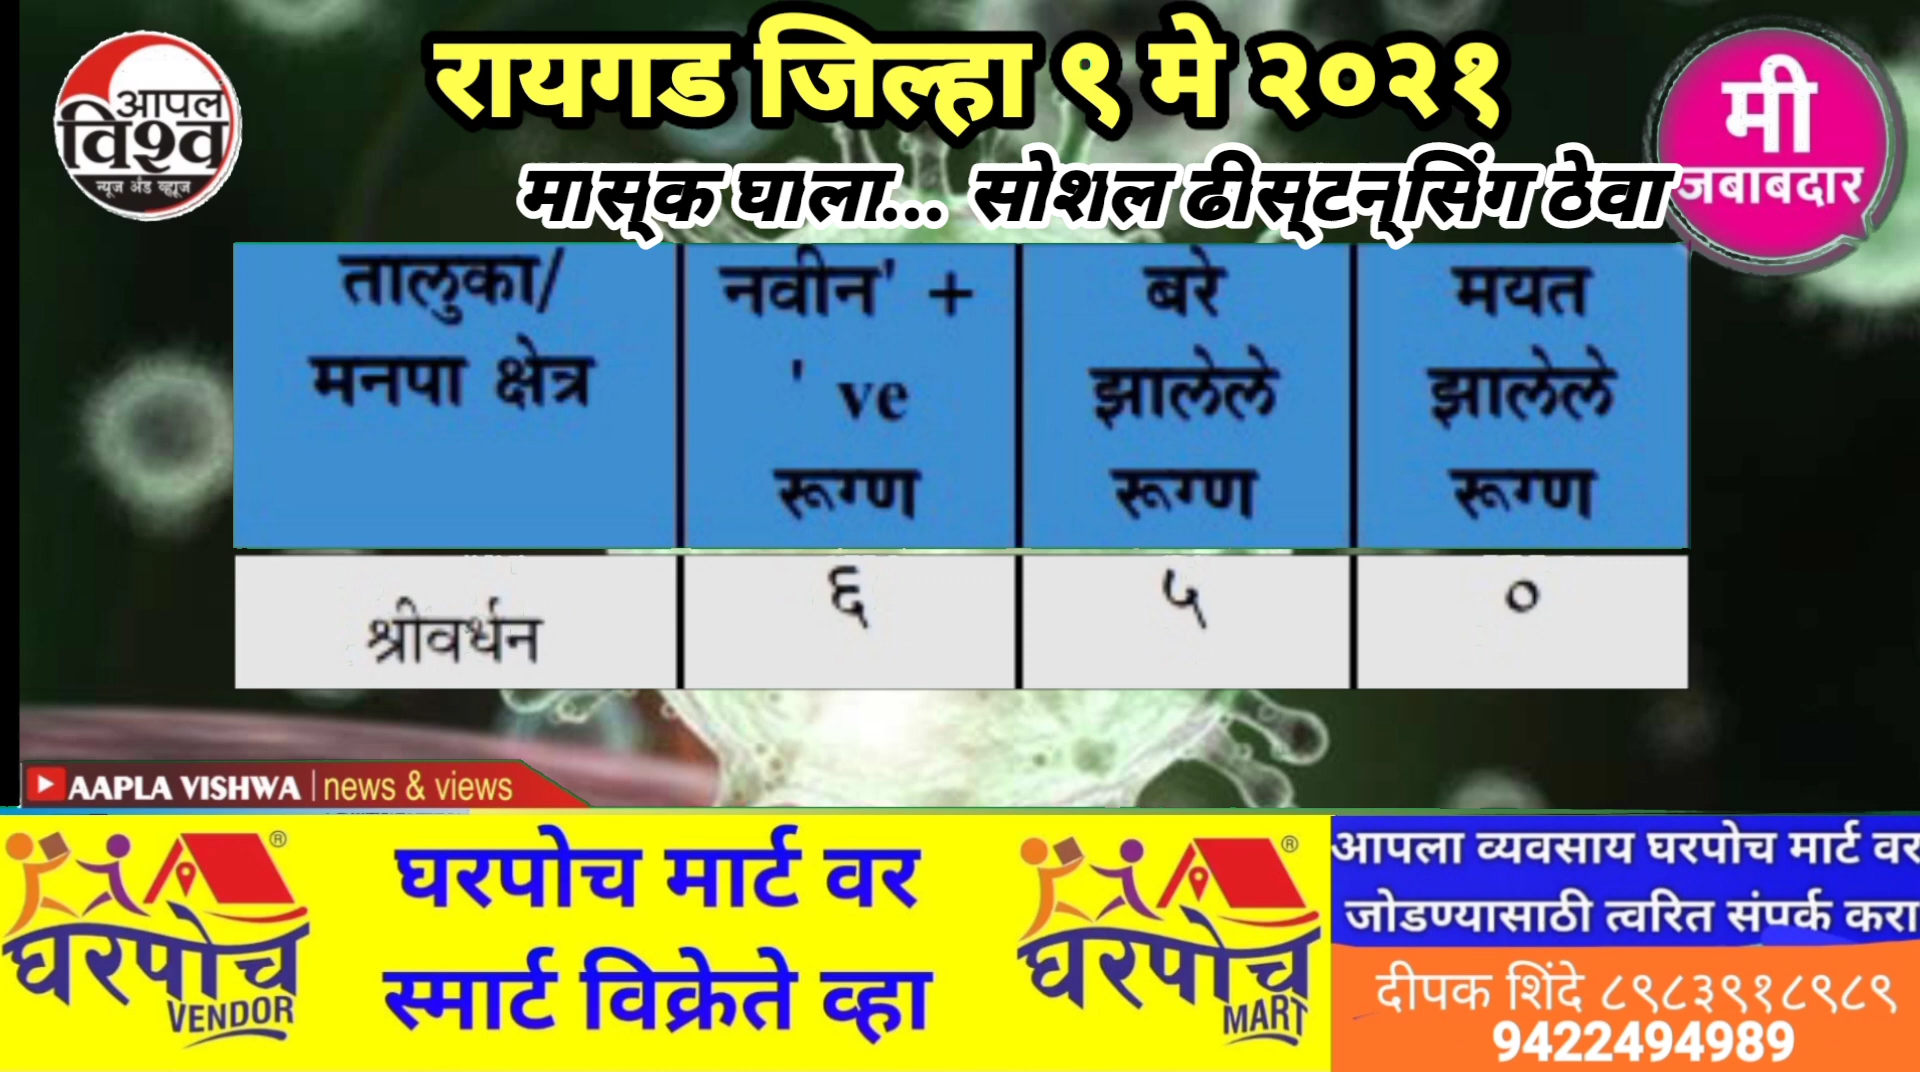 आपलं
विश्व
न्यूज अँड व्ह्यूज
रायगड जिल्हा ९ मे २०२१
मास्क घाला... सोशल ढीस्टन्सिंग ठेवा
मी
जबाबदार
तालुका/
मनपा क्षेत्र
नवीन' +
' ve
रूग्ण
बरे
झालेले
रूग्ण
मयत
झालेले
रूग्ण
श्रीवर्धन
६
५
०
AAPLA VISHWA | news & views
घरपोच
VENDOR
®
घरपोच मार्ट वर
स्मार्ट विक्रेते व्हा
घरपोच
MART
®
आपला व्यवसाय घरपोच मार्ट वर
जोडण्यासाठी त्वरित संपर्क करा
दीपक शिंदे ८९८३९१८९८९
9422494989